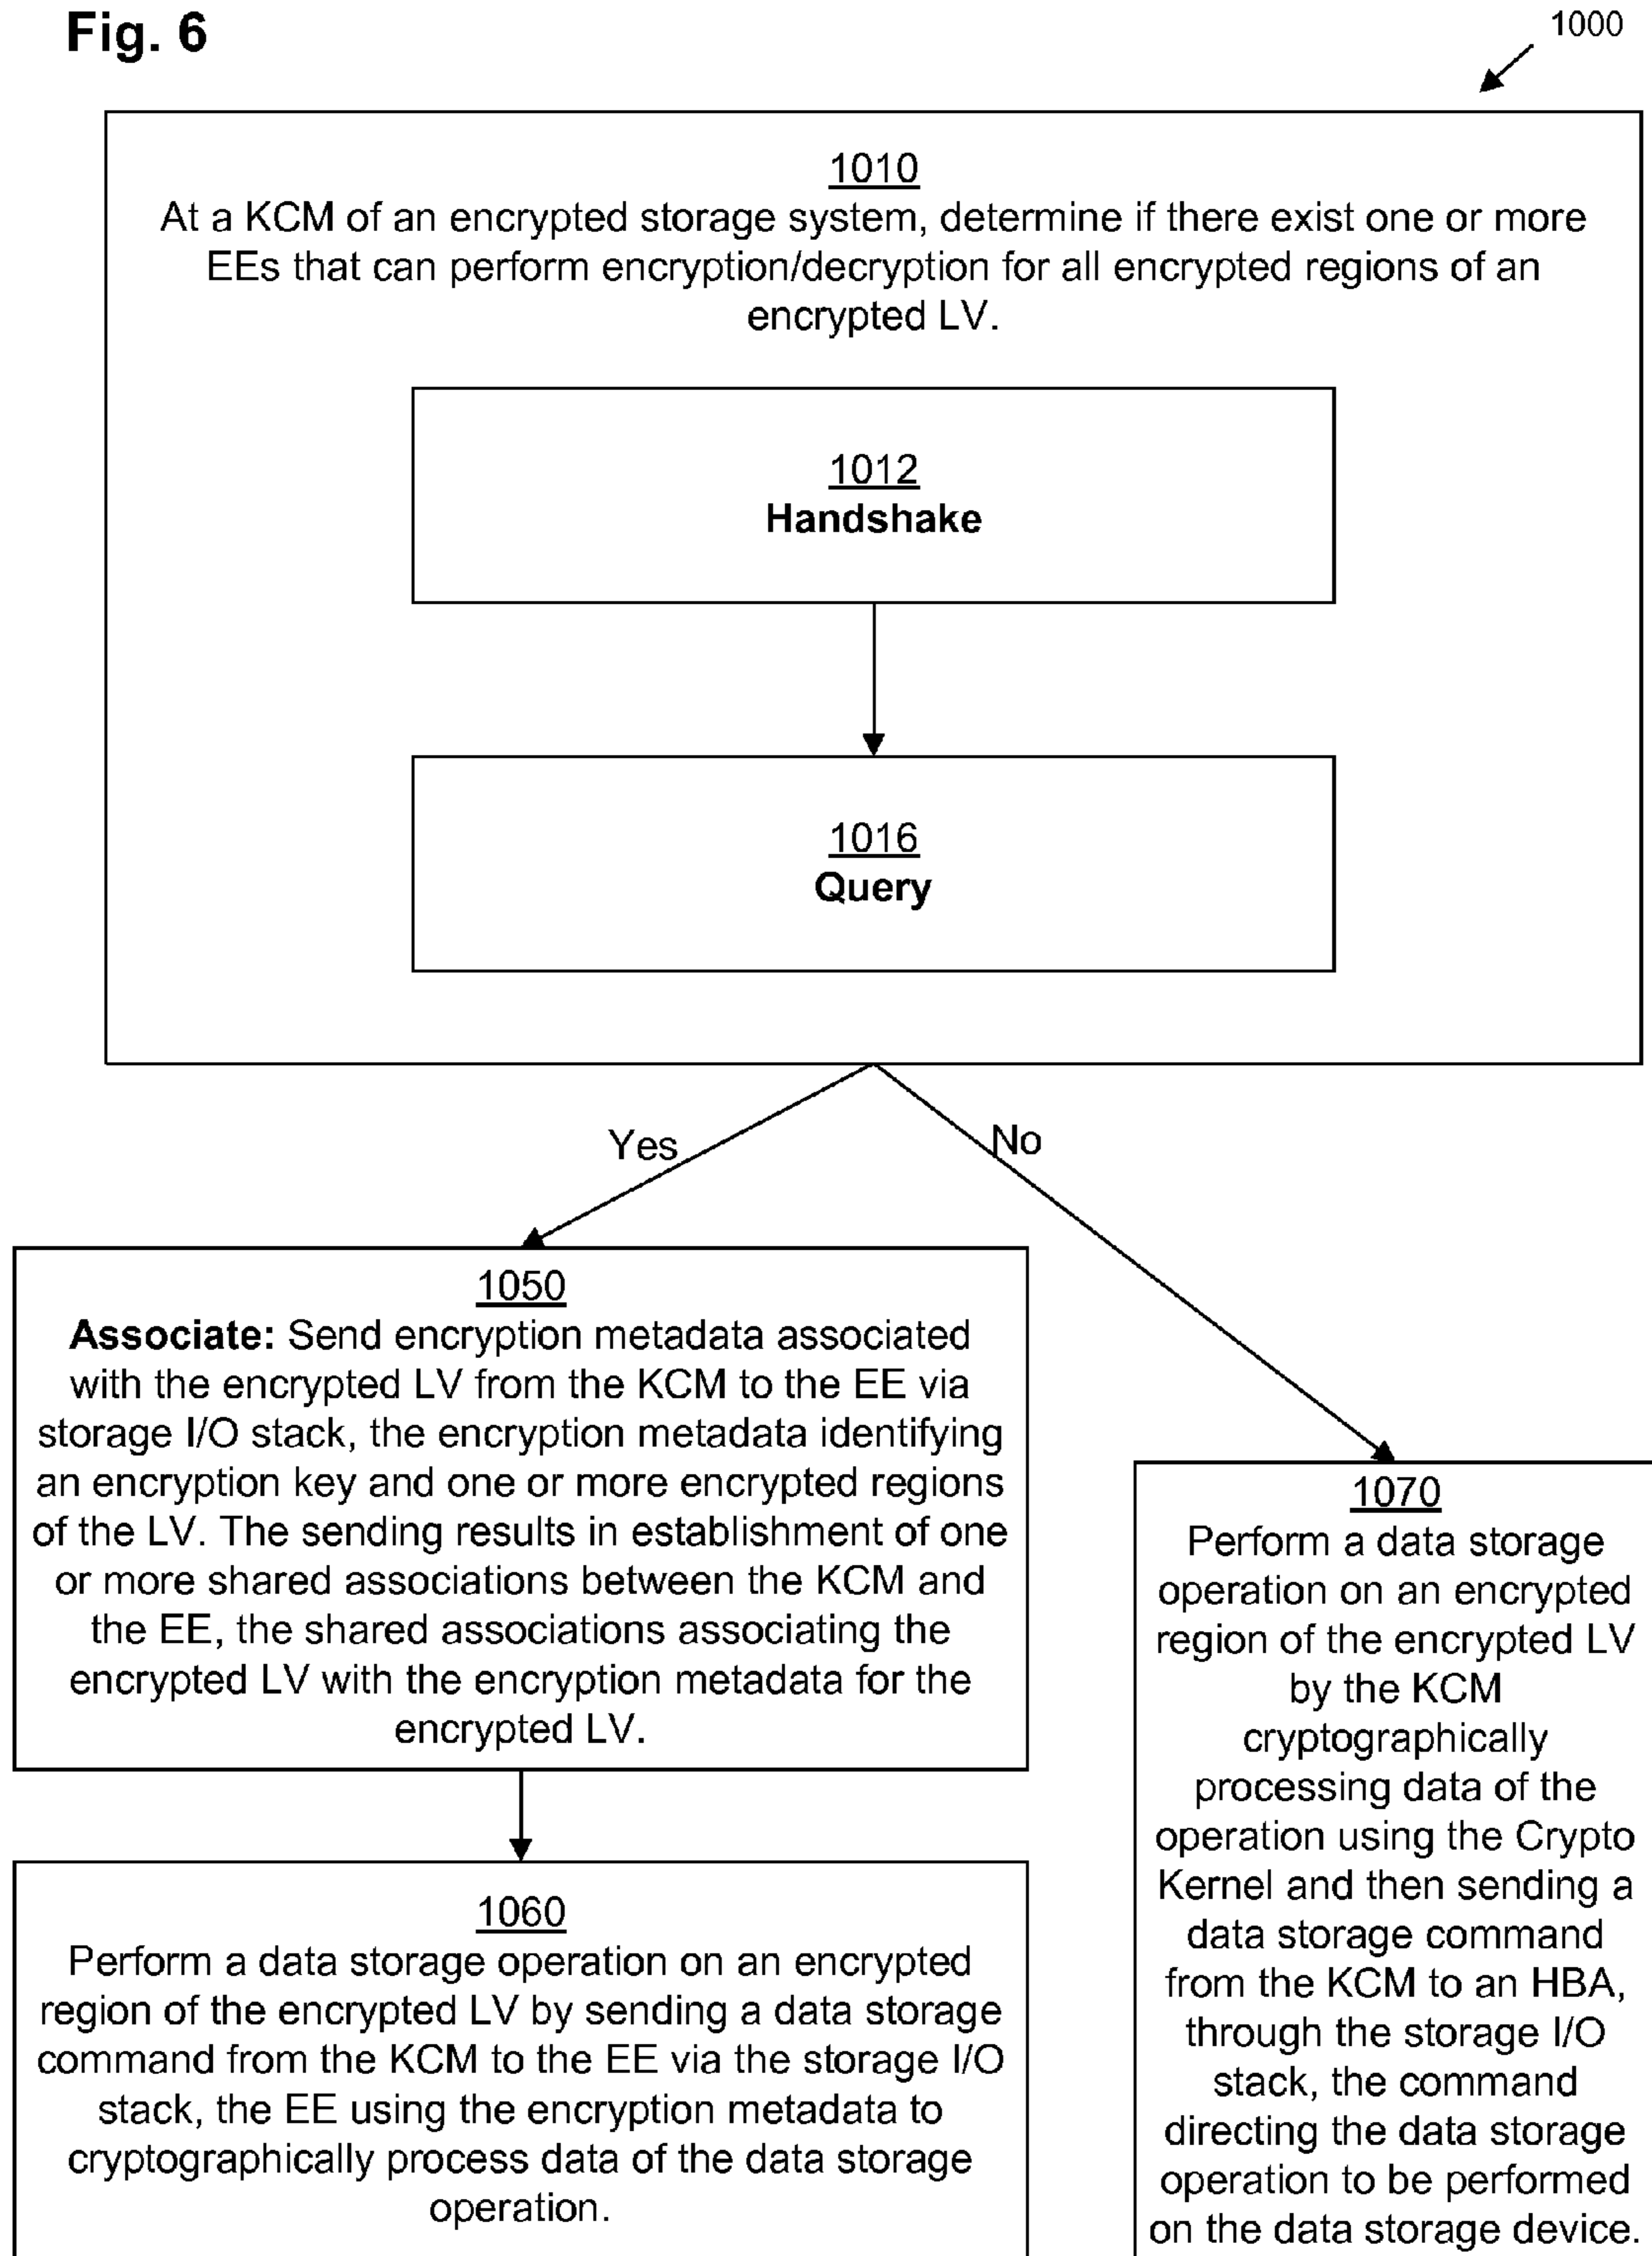 Fig. 6
1000
1010
At a KCM of an encrypted storage system, determine if there exist one or more
EEs that can perform encryption/decryption for all encrypted regions of an
encrypted LV.
1012
Handshake
1016
Query
Yes
No
1050
Associate: Send encryption metadata associated
with the encrypted LV from the KCM to the EE via
storage I/O stack, the encryption metadata identifying
an encryption key and one or more encrypted regions
of the LV. The sending results in establishment of one
or more shared associations between the KCM and
the EE, the shared associations associating the
encrypted LV with the encryption metadata for the
encrypted LV.
1060
Perform a data storage operation on an encrypted
region of the encrypted LV by sending a data storage
command from the KCM to the EE via the storage I/O
stack, the EE using the encryption metadata to
cryptographically process data of the data storage
operation.
1070
Perform a data storage
operation on an encrypted
region of the encrypted LV
by the KCM
cryptographically
processing data of the
operation using the Crypto
Kernel and then sending a
data storage command
from the KCM to an HBA,
through the storage I/O
stack, the command
directing the data storage
operation to be performed
on the data storage device.